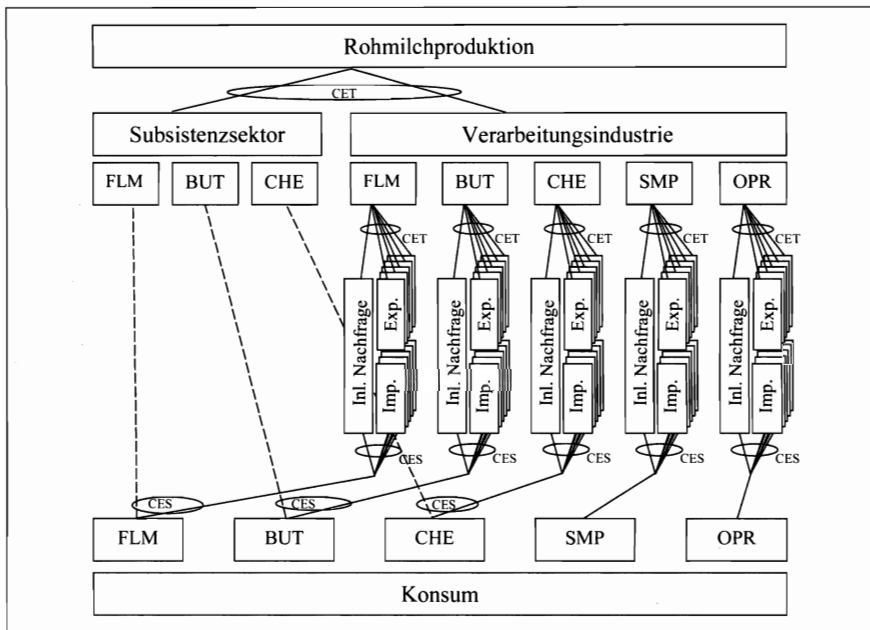 Rohmilchproduktion
CET
Subsistenzsektor
Verarbeitungsindustrie
FLM BUT CHE FLM BUT CHE SMP OPR
CET CET CET CET CET
Inl. Nachfrage Exp. Imp.
Inl. Nachfrage Exp. Imp.
Inl. Nachfrage Exp. Imp.
Inl. Nachfrage Exp. Imp.
Inl. Nachfrage Exp. Imp.
CES CES CES CES CES
CES CES CES
FLM BUT CHE SMP OPR
Konsum